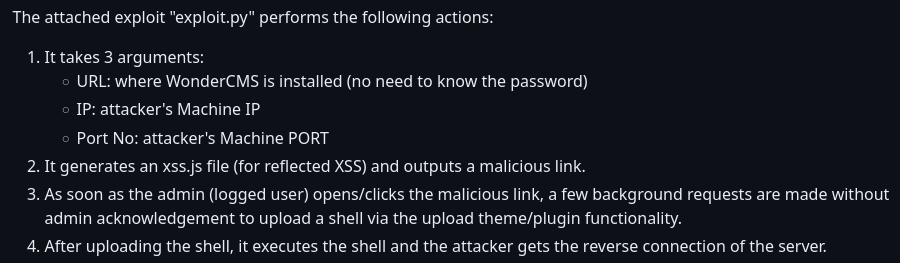 The attached exploit "exploit.py" performs the following actions:
1. It takes 3 arguments:
○ URL: where WonderCMS is installed (no need to know the password)
○ IP: attacker's Machine IP
○ Port No: attacker's Machine PORT
2. It generates an xss.js file (for reflected XSS) and outputs a malicious link.
3. As soon as the admin (logged user) opens/clicks the malicious link, a few background requests are made without
admin acknowledgement to upload a shell via the upload theme/plugin functionality.
4. After uploading the shell, it executes the shell and the attacker gets the reverse connection of the server.